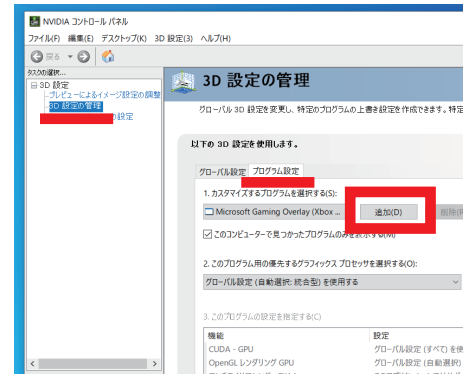 NVIDIA コントロール パネル
ファイル(F) 編集(E) デスクトップ(K) 3D 設定(3) ヘルプ(H)
戻る
タスクの選択...
3D 設定
プレビューによるイメージ設定の調整
3D 設定の管理
の設定
3D 設定の管理
グローバル 3D 設定を変更し、特定のプログラムの上書き設定を作成できます。特定
以下の 3D 設定を使用します。
グローバル設定 プログラム設定
1. カスタマイズするプログラムを選択する(S):
Microsoft Gaming Overlay (Xbox ... 追加(D) 削除
このコンピューターで見つかったプログラムのみを表示する(M)
2. このプログラム用の優先するグラフィックス プロセッサを選択する(O):
グローバル設定 (自動選択: 統合型) を使用する
3. このプログラムの設定を指定する(C)
機能 設定
CUDA - GPU グローバル設定 (すべて) を使
OpenGL レンダリング GPU グローバル設定 (自動選択)